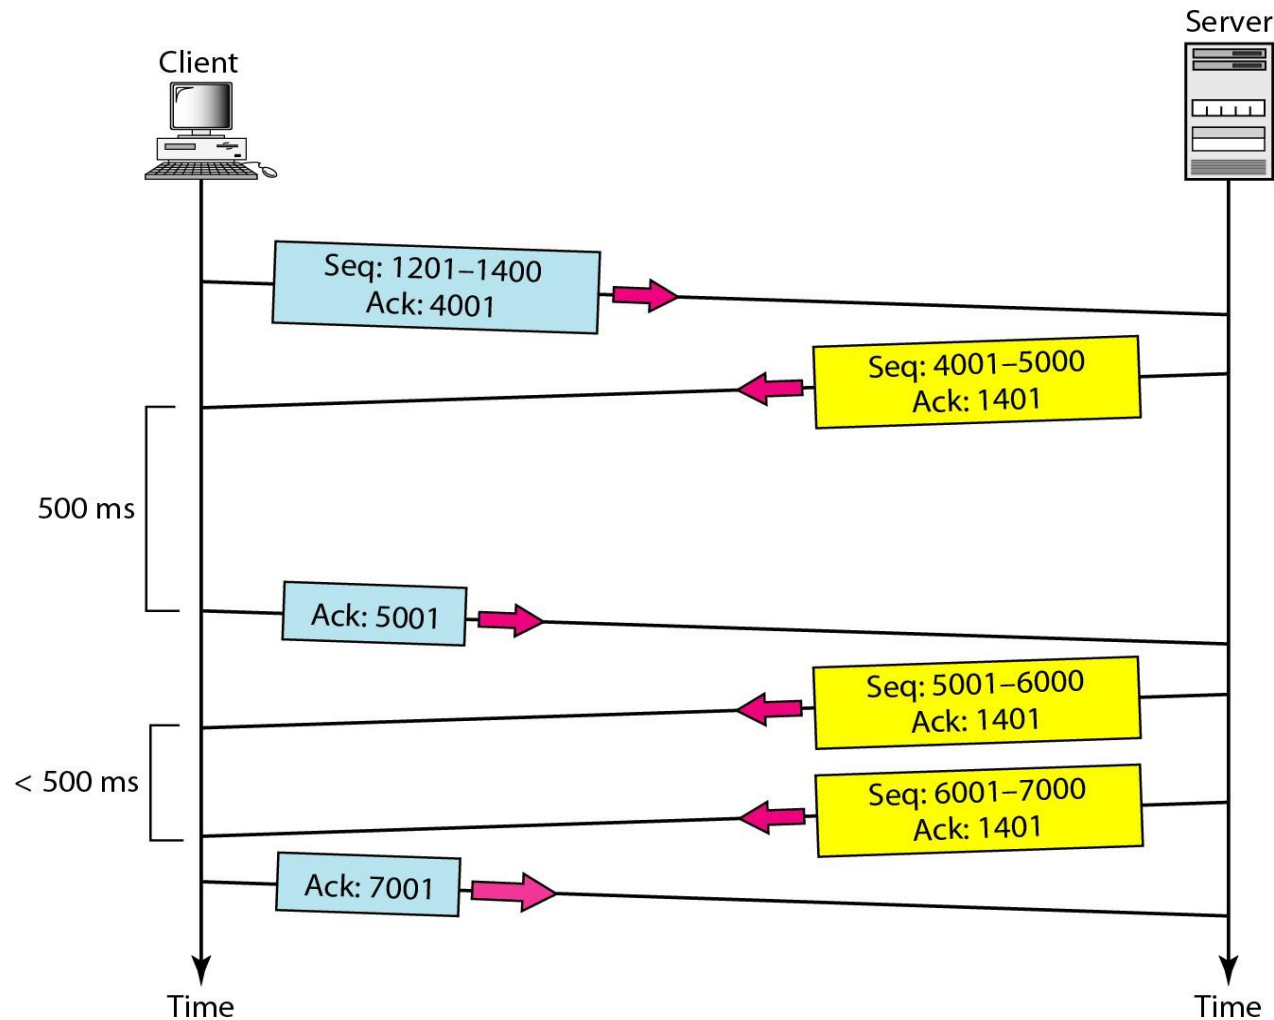 Server
Client
Seq: 1201–1400
Ack: 4001
Seq: 4001–5000
Ack: 1401
500 ms
Ack: 5001
Seq: 5001–6000
Ack: 1401
< 500 ms
Seq: 6001–7000
Ack: 1401
Ack: 7001
Time
Time